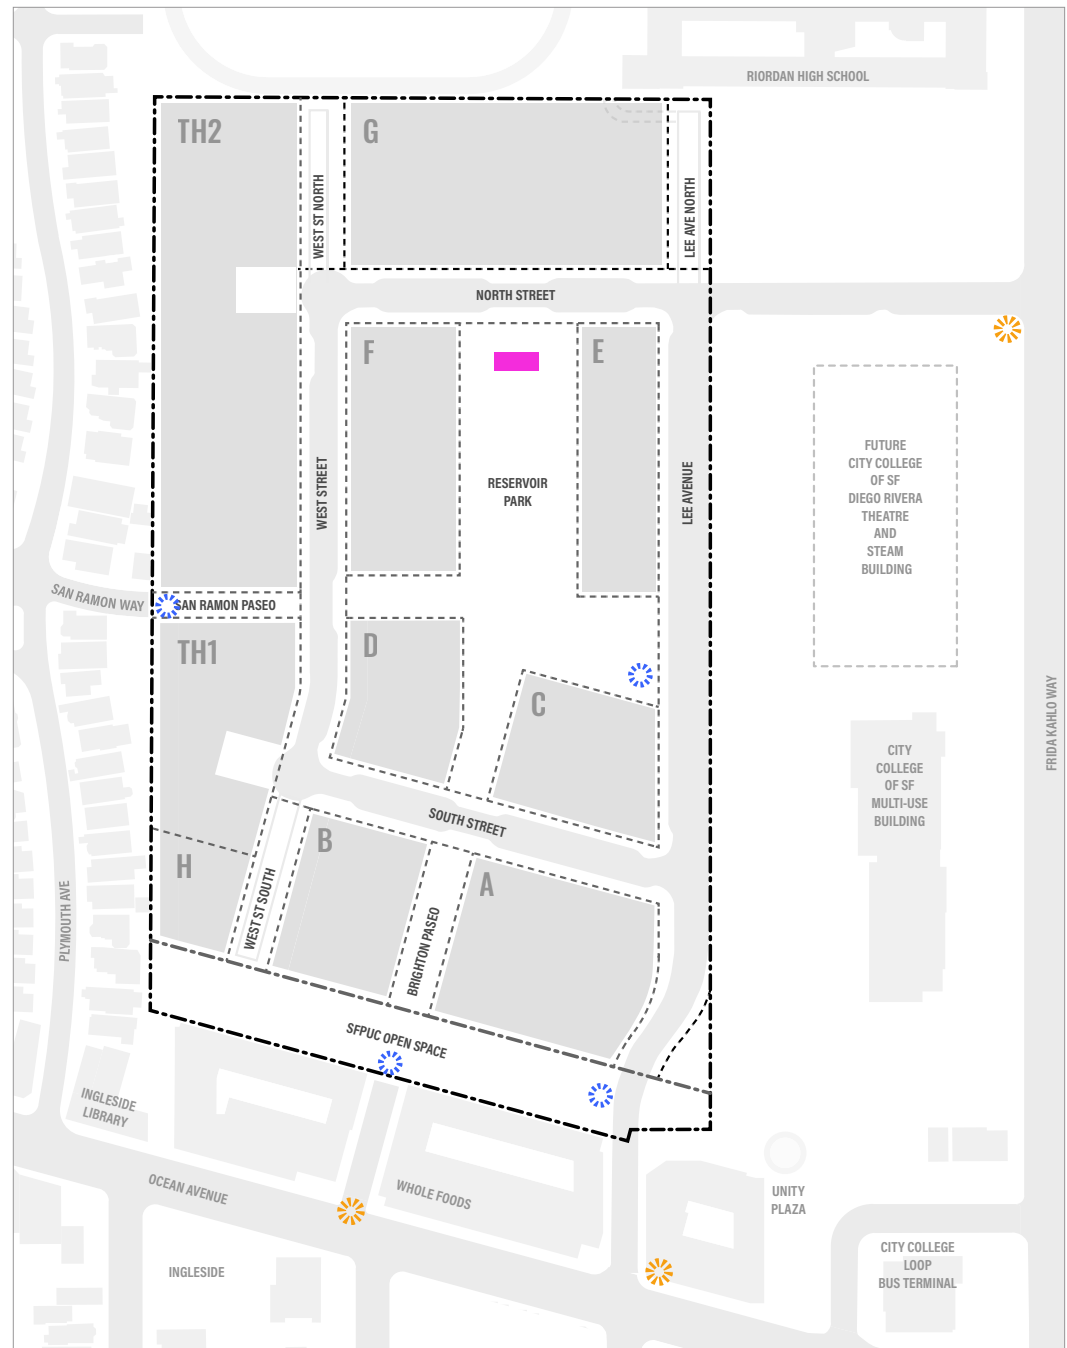 RIORDAN HIGH SCHOOL
TH2
G
WEST ST NORTH
LEE AVE NORTH
NORTH STREET
F
E
RESERVOIR
PARK
WEST STREET
LEE AVENUE
FUTURE
CITY COLLEGE
OF SF
DIEGO RIVERA
THEATRE
AND
STEAM
BUILDING
SAN RAMON WAY
SAN RAMON PASEO
TH1
D
C
FRIDA KAHLO WAY
CITY
COLLEGE
OF SF
MULTI-USE
BUILDING
SOUTH STREET
B
H
A
WEST ST SOUTH
BRIGHTON PASEO
PLYMOUTH AVE
SFPUC OPEN SPACE
INGLESIDE
LIBRARY
OCEAN AVENUE
WHOLE FOODS
UNITY
PLAZA
INGLESIDE
CITY COLLEGE
LOOP
BUS TERMINAL